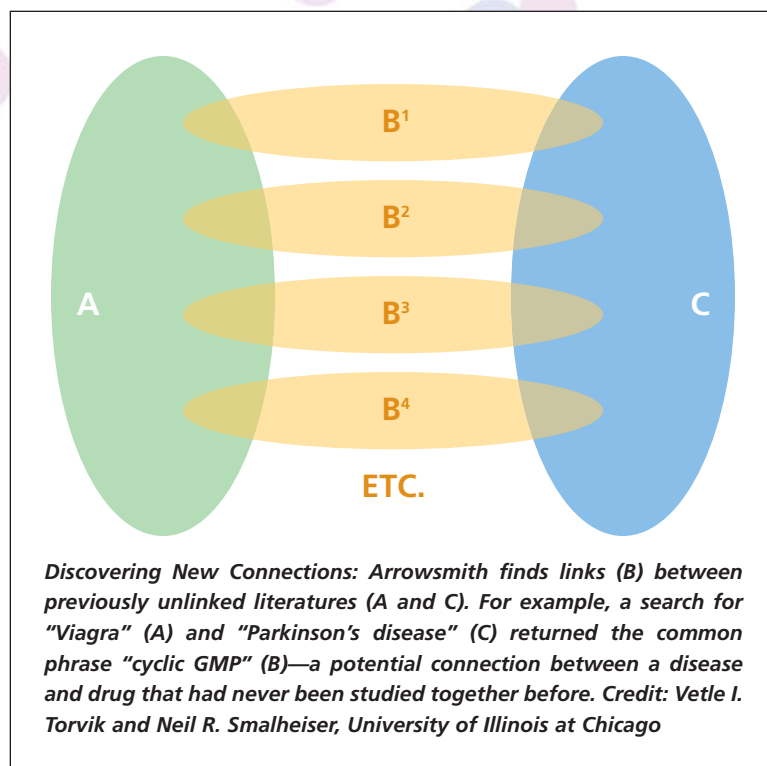 B¹
B²
A
B³
C
B⁴
ETC.
Discovering New Connections: Arrowsmith finds links (B) between
previously unlinked literatures (A and C). For example, a search for
“Viagra” (A) and “Parkinson’s disease” (C) returned the common
phrase “cyclic GMP” (B)—a potential connection between a disease
and drug that had never been studied together before. Credit: Vetle I.
Torvik and Neil R. Smalheiser, University of Illinois at Chicago